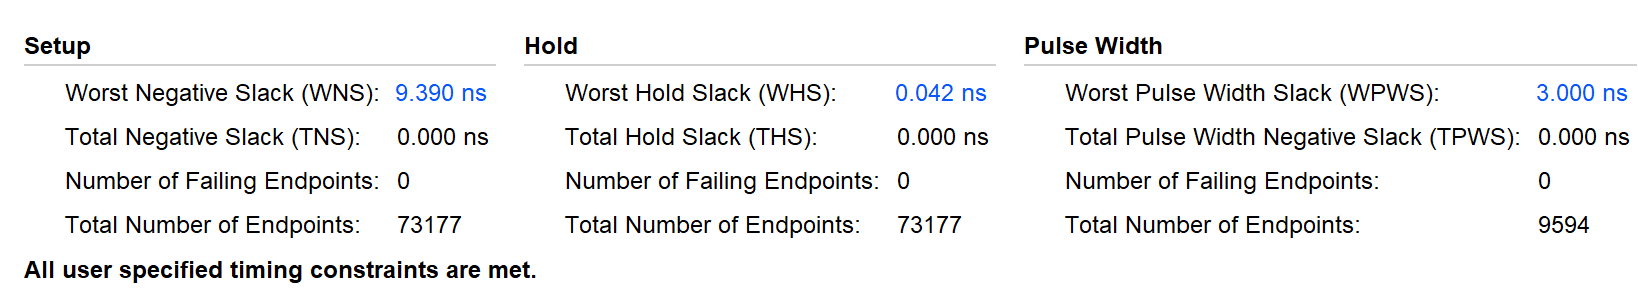 Setup
Worst Negative Slack (WNS): 9.390 ns
Total Negative Slack (TNS): 0.000 ns
Number of Failing Endpoints: 0
Total Number of Endpoints: 73177
Hold
Worst Hold Slack (WHS): 0.042 ns
Total Hold Slack (THS): 0.000 ns
Number of Failing Endpoints: 0
Total Number of Endpoints: 73177
Pulse Width
Worst Pulse Width Slack (WPWS): 3.000 ns
Total Pulse Width Negative Slack (TPWS): 0.000 ns
Number of Failing Endpoints: 0
Total Number of Endpoints: 9594
All user specified timing constraints are met.